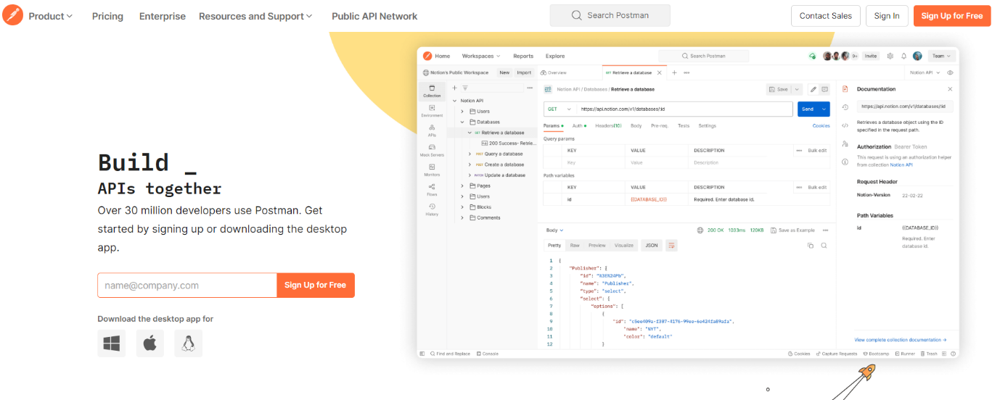 Product
Pricing
Enterprise
Resources and Support
Public API Network
Search Postman
Contact Sales
Sign In
Sign Up for Free
Build _
APIs together
Over 30 million developers use Postman. Get
started by signing up or downloading the desktop
app.
name@company.com
Sign Up for Free
Download the desktop app for
Home
Workspaces
Reports
Explore
Search Postman
9+
Invite
Team
Notion's Public Workspace
New
Import
Overview
GET Retrieve a database
Notion API
Collection
Environment
APIs
Mock Servers
Monitors
Flows
History
Notion API
Users
Databases
GET Retrieve a database
200 Success- Retrie...
POST Query a database
POST Create a database
PATCH Update a database
Pages
Users
Blocks
Comments
Notion API / Databases / Retrieve a database
Save
GET
https://api.notion.com/v1/databases/:id
Send
Params
Auth
Headers(10)
Body
Pre-req.
Tests
Settings
Cookies
Query params
KEY VALUE DESCRIPTION
Bulk edit
Key Value Description
Path variables
KEY VALUE DESCRIPTION
Bulk edit
id {{DATABASE_ID}} Required. Enter database id.
Body
200 OK 1033ms 120KB
Save as Example
Pretty Raw Preview Visualize JSON
1 {
2 "Publisher": {
3 "id": "%3E%24Pb",
4 "name": "Publisher",
5 "type": "select",
6 "select": {
7 "options": [
8 {
9 "id": "c5ee409a-f307-4176-99ee-6e424fa89afa",
10 "name": "NYT",
11 "color": "default"
12 }
Documentation
https://api.notion.com/v1/databases/:id
Retrieves a database object using the ID
specified in the request path.
Authorization Bearer Token
This request is using an authorization helper
from collection Notion API
Request Header
Notion-Version 22-02-22
Path Variables
id {{DATABASE_ID}}
Required. Enter
database id.
View complete collection documentation →
Find and Replace
Console
Cookies
Capture Requests
Bootcamp
Runner
Trash